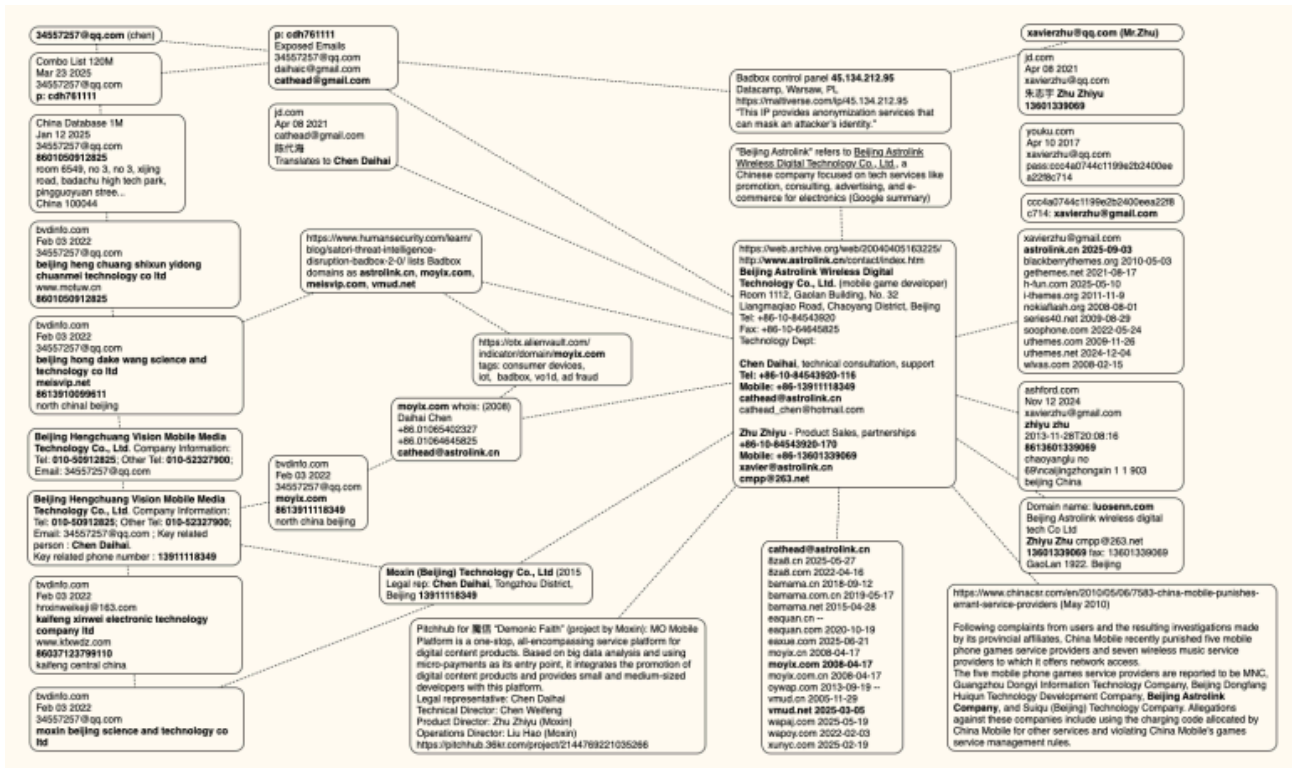 34557257@qq.com (chen)
Combo List 120M
Mar 23 2025
34557257@qq.com
p: cdh761111
China Database 1M
Jan 12 2025
34557257@qq.com
8601050912825
room 6549, no 3, no 3, xijing
road, badachu high tech park,
pingguoyuan stree...
China 100044
bvdinfo.com
Feb 03 2022
34557257@qq.com
beijing heng chuang shixun yidong
chuanmei technology co ltd
www.motuw.cn
8601050912825
bvdinfo.com
Feb 03 2022
34557257@qq.com
beijing hong dake wang science and
technology co ltd
meisvip.net
8613910099611
north chinal beijing
Beijing Hengchuang Vision Mobile Media
Technology Co., Ltd. Company Information:
Tel: 010-50912825; Other Tel: 010-52327900;
Email: 34557257@qq.com
Beijing Hengchuang Vision Mobile Media
Technology Co., Ltd. Company Information:
Tel: 010-50912825; Other Tel: 010-52327900;
Email: 34557257@qq.com ; Key related
person : Chen Daihai.
Key related phone number : 13911118349
bvdinfo.com
Feb 03 2022
hnxinweikeji@163.com
kaifeng xinwei electronic technology
company ltd
www.kfxwdz.com
86037123799110
kaifeng central china
bvdinfo.com
Feb 03 2022
34557257@qq.com
moxin beijing science and technology co
ltd
p: cdh761111
Exposed Emails
34557257@qq.com
daihaic@gmail.com
cathead@gmail.com
jd.com
Apr 08 2021
cathead@gmail.com
陈代海
Translates to Chen Daihai
https://www.humansecurity.com/learn/
blog/satori-threat-intelligence-
disruption-badbox-2-0/ lists Badbox
domains as astrolink.cn, moyix.com,
meisvip.com, vmud.net
https://otx.alienvault.com/
indicator/domain/moyix.com
tags: consumer devices,
iot, badbox, vo1d, ad fraud
moyix.com whois: (2008)
Daihai Chen
+86.01065402327
+86.01064645825
cathead@astrolink.cn
bvdinfo.com
Feb 03 2022
34557257@qq.com
moyix.com
8613911118349
north china beijing
Moxin (Beijing) Technology Co., Ltd (2015
Legal rep: Chen Daihai, Tongzhou District,
Beijing 13911118349
Pitchhub for 魔信 "Demonic Faith" (project by Moxin): MO Mobile
Platform is a one-stop, all-encompassing service platform for
digital content products. Based on big data analysis and using
micro-payments as its entry point, it integrates the promotion of
digital content products and provides small and medium-sized
developers with this platform.
Legal representative: Chen Daihai
Technical Director: Chen Weifeng
Product Director: Zhu Zhiyu (Moxin)
Operations Director: Liu Hao (Moxin)
https://pitchhub.36kr.com/project/2144769221035266
Badbox control panel 45.134.212.95
Datacamp, Warsaw, PL
https://maltiverse.com/ip/45.134.212.95
"This IP provides anonymization services that
can mask an attacker's identity."
"Beijing Astrolink" refers to Beijing Astrolink
Wireless Digital Technology Co., Ltd., a
Chinese company focused on tech services like
promotion, consulting, advertising, and e-
commerce for electronics (Google summary)
https://web.archive.org/web/20040405163225/
http://www.astrolink.cn/contact/index.htm
Beijing Astrolink Wireless Digital
Technology Co., Ltd. (mobile game developer)
Room 1112, Gaolan Building, No. 32
Liangmaqiao Road, Chaoyang District, Beijing
Tel: +86-10-84543920
Fax: +86-10-64645825
Technology Dept:
Chen Daihai, technical consultation, support
Tel: +86-10-84543920-116
Mobile: +86-13911118349
cathead@astrolink.cn
cathead_chen@hotmail.com
Zhu Zhiyu - Product Sales, partnerships
+86-10-84543920-170
Mobile: +86-13601339069
xavier@astrolink.cn
cmpp@263.net
cathead@astrolink.cn
8za8.cn 2025-05-27
8za8.com 2022-04-16
bamama.cn 2018-09-12
bamama.com.cn 2019-05-17
bamama.net 2015-04-28
eaquan.cn --
eaquan.com 2020-10-19
eaxue.com 2025-06-21
moyix.cn 2008-04-17
moyix.com 2008-04-17
moyix.com.cn 2008-04-17
oywap.com 2013-09-19 --
vmud.cn 2005-11-29
vmud.net 2025-03-05
wapaj.com 2025-05-19
wapoy.com 2022-02-03
xunyc.com 2025-02-19
xavierzhu@qq.com (Mr.Zhu)
jd.com
Apr 08 2021
xavierzhu@qq.com
朱志宇 Zhu Zhiyu
13601339069
youku.com
Apr 10 2017
xavierzhu@qq.com
pass:ccc4a0744c1199e2b2400ee
a22f8c714
ccc4a0744c1199e2b2400eea22f8
c714: xavierzhu@gmail.com
xavierzhu@gmail.com
astrolink.cn 2025-09-03
blackberrythemes.org 2010-05-03
gethemes.net 2021-08-17
h-fun.com 2025-05-10
i-themes.org 2011-11-9
nokiaflash.org 2008-08-01
series40.net 2009-08-29
soophone.com 2022-05-24
uthemes.com 2009-11-26
uthemes.net 2024-12-04
wivas.com 2008-02-15
ashford.com
Nov 12 2024
xavierzhu@gmail.com
zhiyu zhu
2013-11-28T20:08:16
8613601339069
chaoyanglu no
69\ncaijingzhongxin 1 1 903
beijing China
Domain name: luosenn.com
Beijing Astrolink wireless digital
tech Co Ltd
Zhiyu Zhu cmpp@263.net
13601339069 fax: 13601339069
GaoLan 1922. Beijing
https://www.chinacsr.com/en/2010/05/06/7583-china-mobile-punishes-
errant-service-providers (May 2010)
Following complaints from users and the resulting investigations made
by its provincial affiliates, China Mobile recently punished five mobile
phone games service providers and seven wireless music service
providers to which it offers network access.
The five mobile phone games service providers are reported to be MNC,
Guangzhou Dongyi Information Technology Company, Beijing Dongfang
Huiqun Technology Development Company, Beijing Astrolink
Company, and Suiqu (Beijing) Technology Company. Allegations
against these companies include using the charging code allocated by
China Mobile for other services and violating China Mobile's games
service management rules.